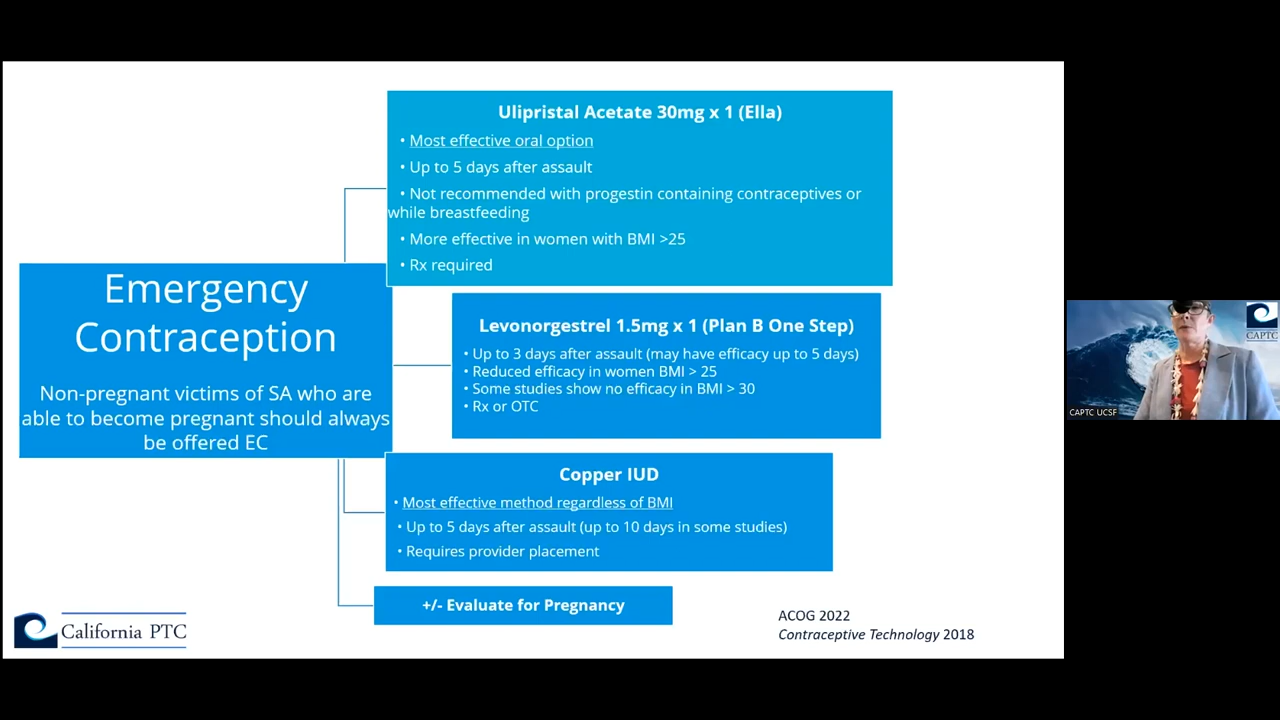 Emergency
Contraception
Non-pregnant victims of SA who are
able to become pregnant should always
be offered EC
Ulipristal Acetate 30mg x 1 (Ella)
• Most effective oral option
• Up to 5 days after assault
• Not recommended with progestin containing contraceptives or
while breastfeeding
• More effective in women with BMI >25
• Rx required
Levonorgestrel 1.5mg x 1 (Plan B One Step)
• Up to 3 days after assault (may have efficacy up to 5 days)
• Reduced efficacy in women BMI > 25
• Some studies show no efficacy in BMI > 30
• Rx or OTC
Copper IUD
• Most effective method regardless of BMI
• Up to 5 days after assault (up to 10 days in some studies)
• Requires provider placement
+/- Evaluate for Pregnancy
California PTC
ACOG 2022
Contraceptive Technology 2018
CAPTC
CAPTC UCSF